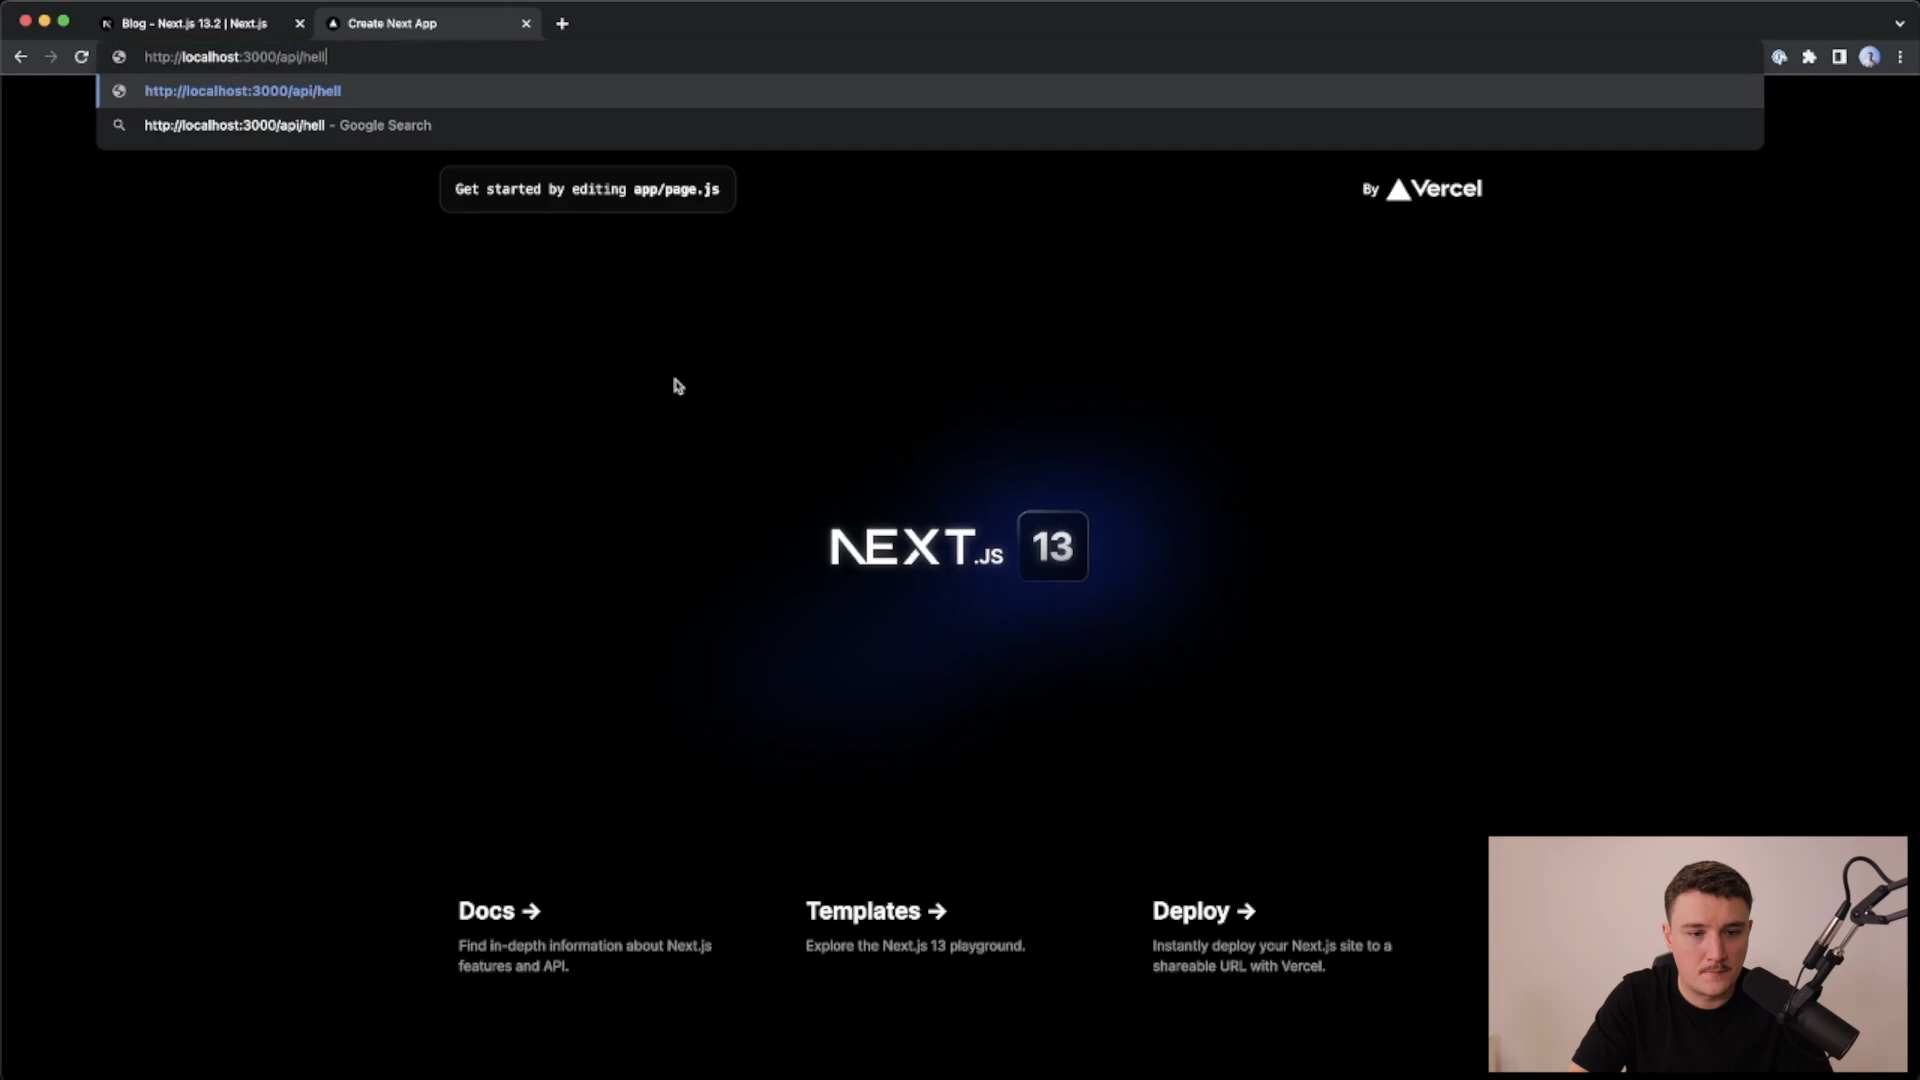 Blog - Next.js 13.2 | Next.js
Create Next App
http://localhost:3000/api/hell
http://localhost:3000/api/hell
http://localhost:3000/api/hell - Google Search
Get started by editing app/page.js
By Vercel
NEXT.JS 13
Docs →
Find in-depth information about Next.js
features and API.
Templates →
Explore the Next.js 13 playground.
Deploy →
Instantly deploy your Next.js site to a
shareable URL with Vercel.